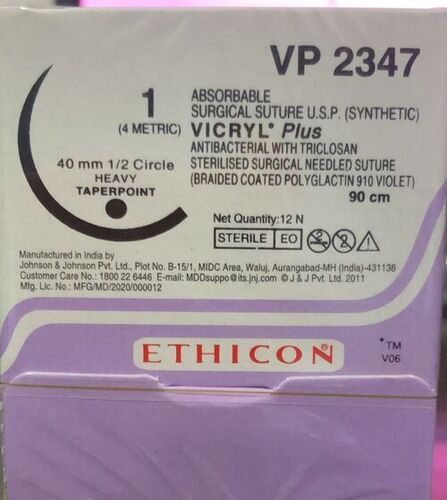 VP 2347
1
(4 METRIC)
ABSORBABLE
SURGICAL SUTURE U.S.P. (SYNTHETIC)
VICRYL* Plus
ANTIBACTERIAL WITH TRICLOSAN
STERILISED SURGICAL NEEDLED SUTURE
(BRAIDED COATED POLYGLACTIN 910 VIOLET)
90 cm
40 mm 1/2 Circle
HEAVY
TAPERPOINT
Net Quantity:12 N
STERILE EO
Manufactured in India by
Johnson & Johnson Pvt. Ltd., Plot No. B-15/1, MIDC Area, Waluj, Aurangabad-MH (India)-431136
Customer Care No.: 1800 22 6446 E-mail: MDDsuppo@its.jnj.com © J & J Pvt. Ltd. 2011
Mfg. Lic. No.: MFG/MD/2020/000012
ETHICON®
*TM
V06